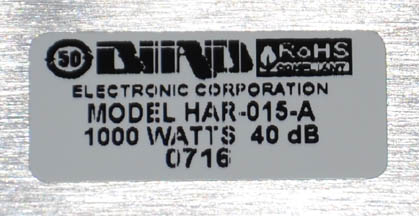 50 BIRD RoHS
COMPLIANT
ELECTRONIC CORPORATION
MODEL HAR-015-A
1000 WATTS 40 dB
0716